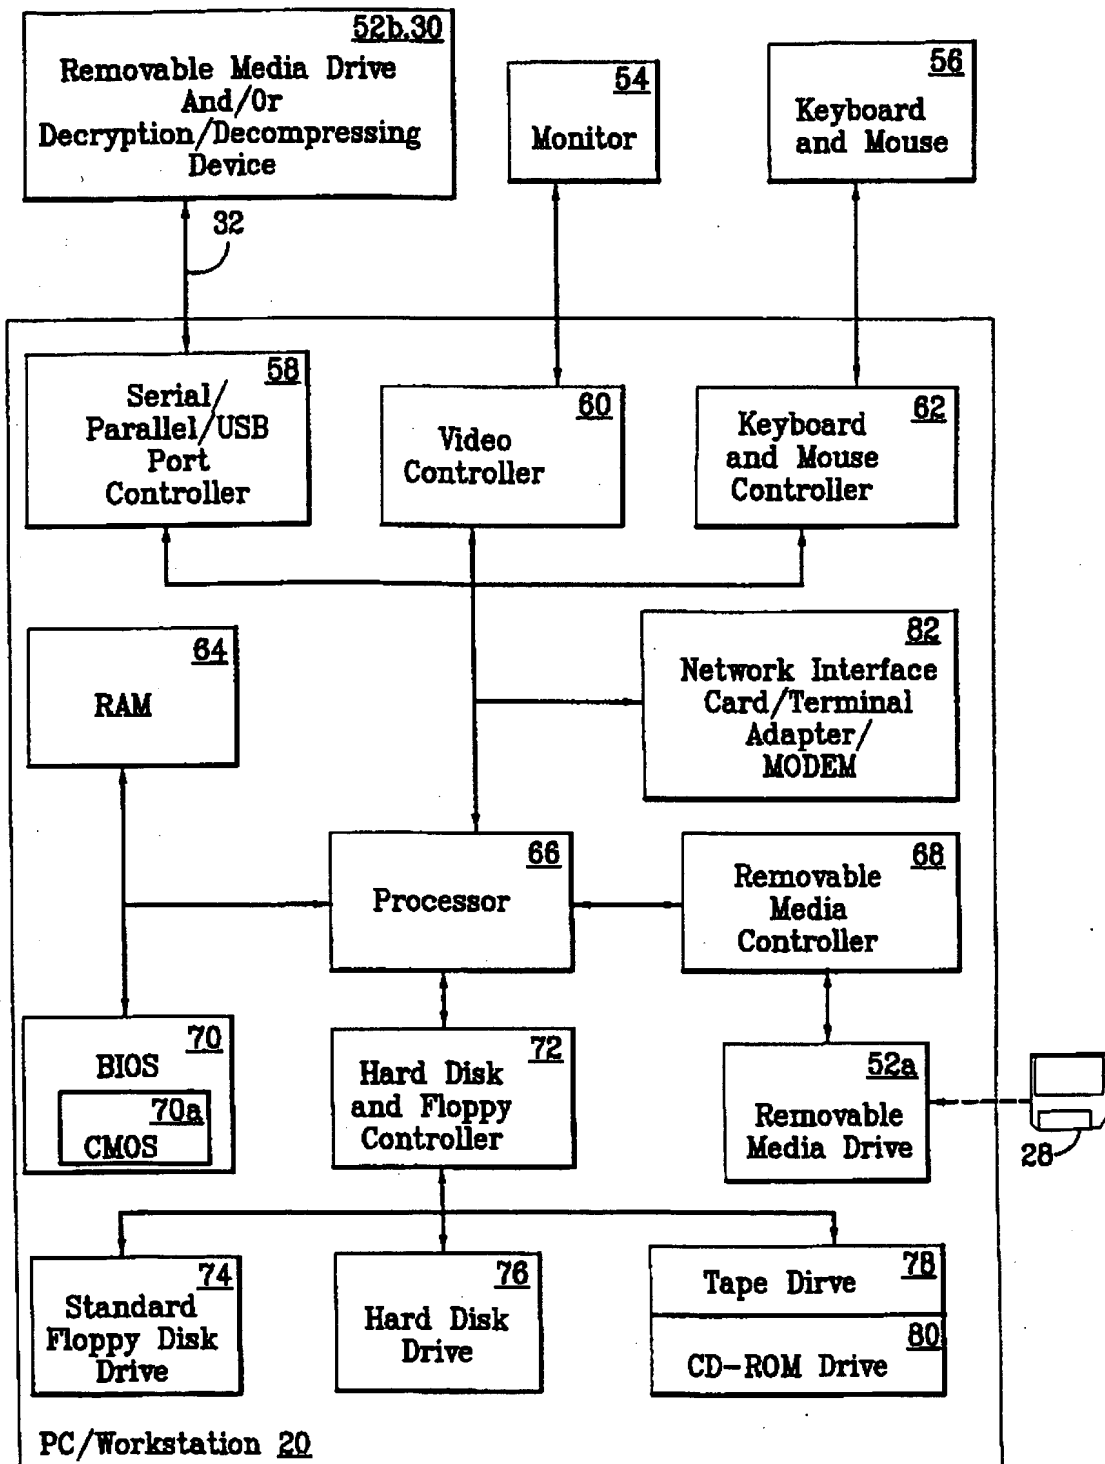 52b,30
Removable Media Drive
And/Or
Decryption/Decompressing
Device
54
Monitor
56
Keyboard
and Mouse
32
58
Serial/
Parallel/USB
Port
Controller
60
Video
Controller
62
Keyboard
and Mouse
Controller
64
RAM
82
Network Interface
Card/Terminal
Adapter/
MODEM
66
Processor
68
Removable
Media
Controller
70
BIOS
70a
CMOS
72
Hard Disk
and Floppy
Controller
52a
Removable
Media Drive
28
74
Standard
Floppy Disk
Drive
76
Hard Disk
Drive
78
Tape Dirve
80
CD-ROM Drive
PC/Workstation 20